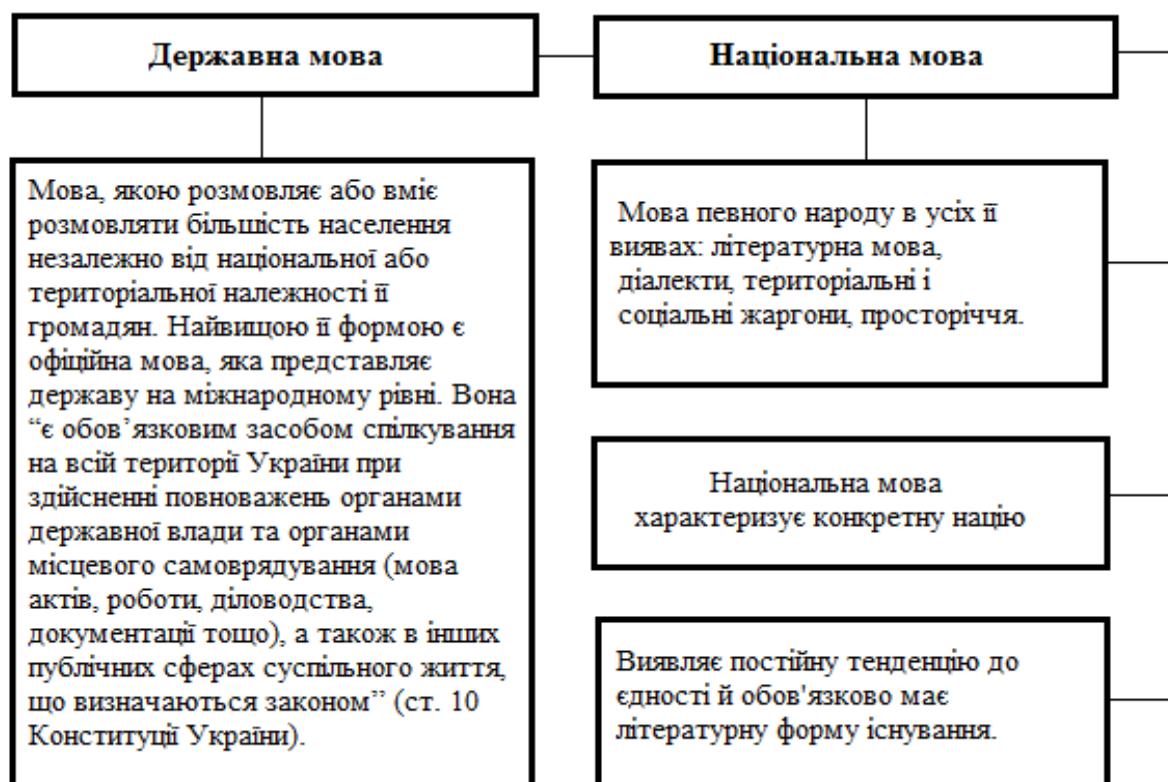 Державна мова
Національна мова
Мова, якою розмовляє або вміє
розмовляти більшість населення
незалежно від національної або
територіальної належності її
громадян. Найвищою її формою є
офіційна мова, яка представляє
державу на міжнародному рівні. Вона
“є обов’язковим засобом спілкування
на всій території України при
здійсненні повноважень органами
державної влади та органами
місцевого самоврядування (мова
актів, роботи, діловодства,
документації тощо), а також в інших
публічних сферах суспільного життя,
що визначаються законом” (ст. 10
Конституції України).
Мова певного народу в усіх її
виявах: літературна мова,
діалекти, територіальні і
соціальні жаргони, просторіччя.
Національна мова
характеризує конкретну націю
Виявляє постійну тенденцію до
єдності й обов'язково має
літературну форму існування.